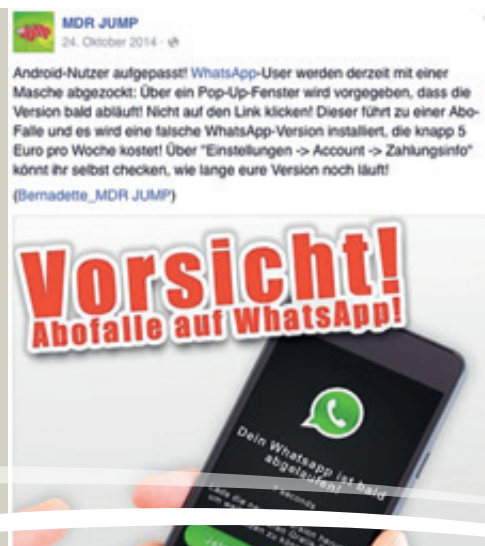 MDR JUMP
24. Oktober 2014
Android-Nutzer aufgepasst! WhatsApp-User werden derzeit mit einer
Masche abgezockt: Über ein Pop-Up-Fenster wird vorgegeben, dass die
Version bald abläuft! Nicht auf den Link klicken! Dieser führt zu einer Abo-
Falle und es wird eine falsche WhatsApp-Version installiert, die knapp 5
Euro pro Woche kostet! Über "Einstellungen -> Account -> Zahlungsinfo"
könnt ihr selbst checken, wie lange eure Version noch läuft!
(Bernadette_MDR JUMP)
Vorsicht!
Abofalle auf WhatsApp!
Dein Whatsapp ist bald
abgelaufen!
seconds